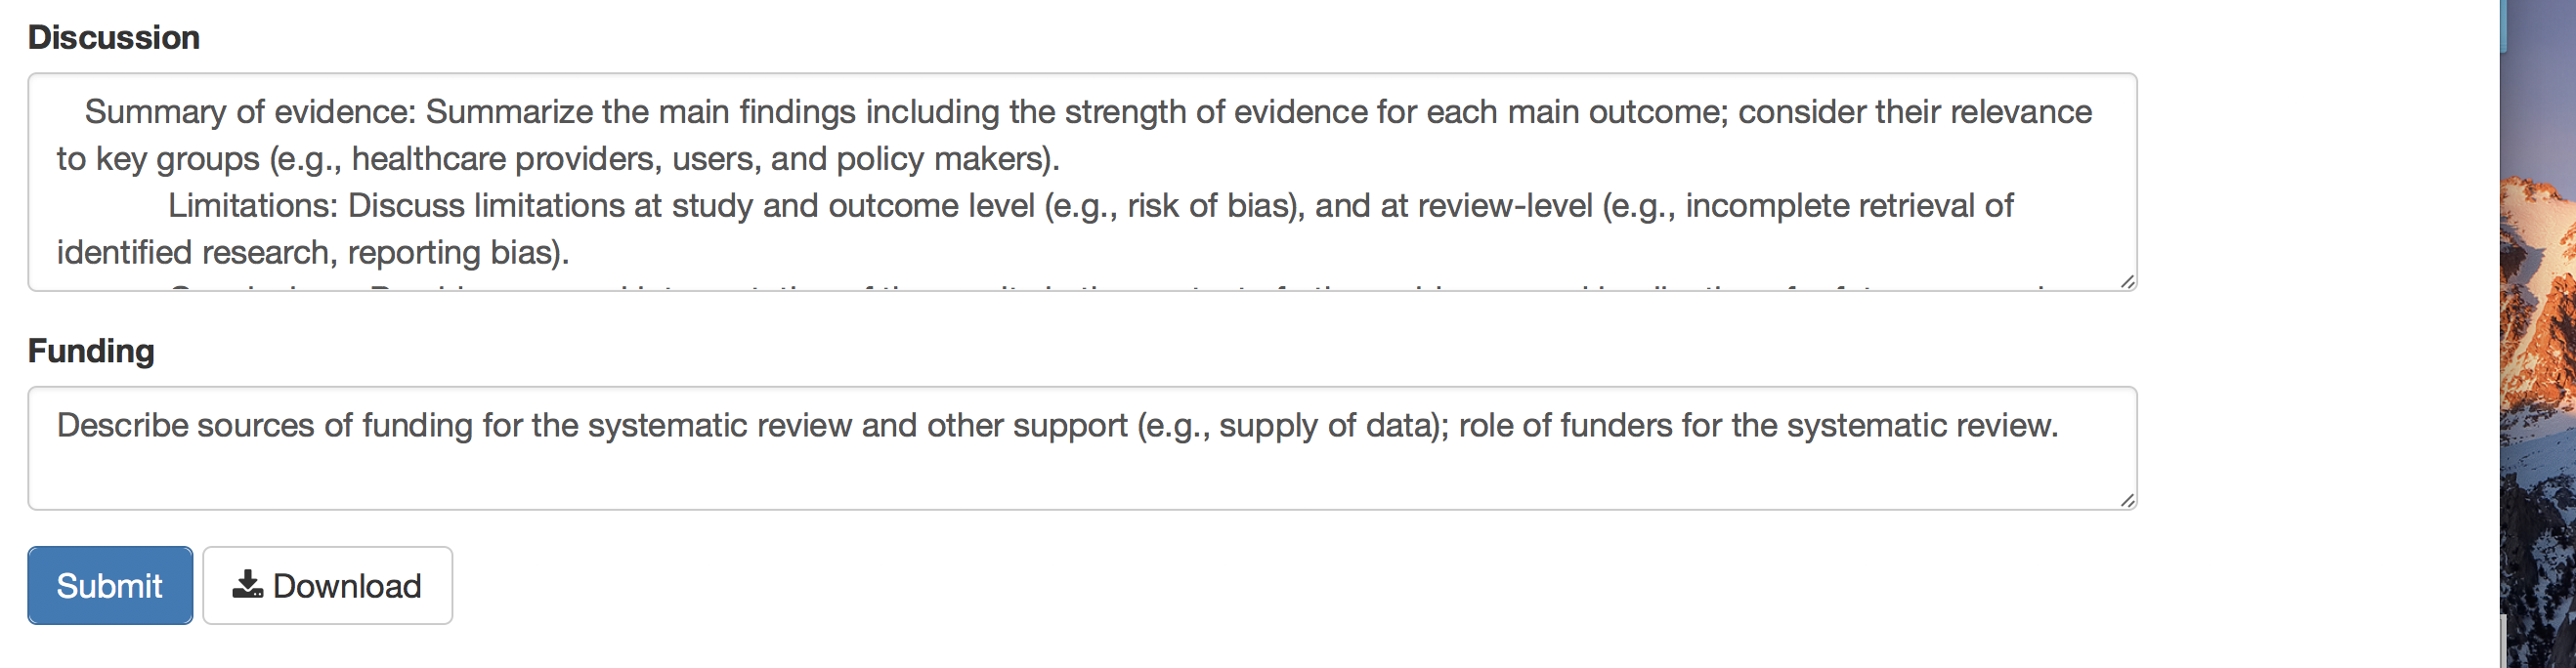 Discussion
Summary of evidence: Summarize the main findings including the strength of evidence for each main outcome; consider their relevance
to key groups (e.g., healthcare providers, users, and policy makers).
Limitations: Discuss limitations at study and outcome level (e.g., risk of bias), and at review-level (e.g., incomplete retrieval of
identified research, reporting bias).
Funding
Describe sources of funding for the systematic review and other support (e.g., supply of data); role of funders for the systematic review.
Submit
Download